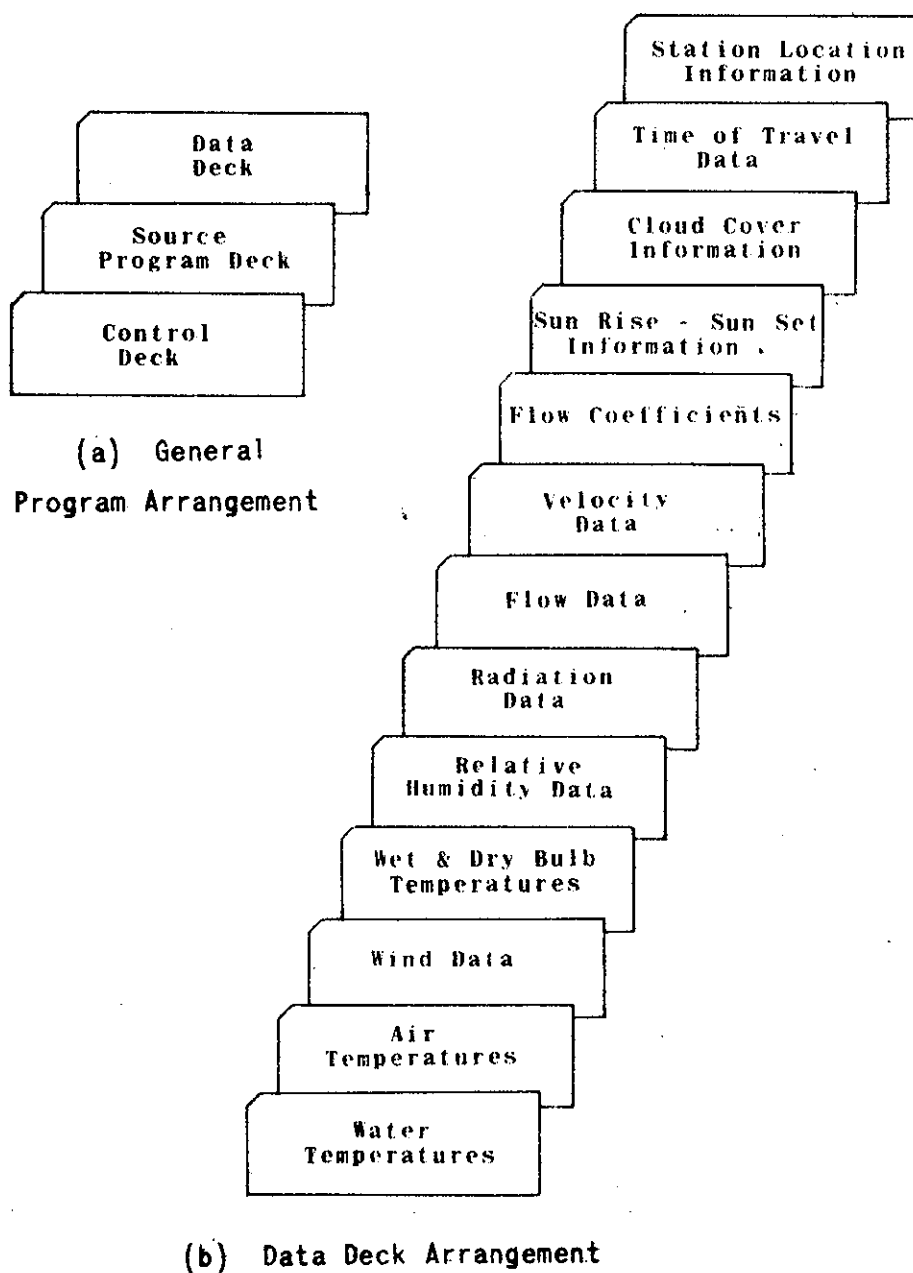 Data
Deck
Source
Program Deck
Control
Deck
(a) General
Program Arrangement
Station Location
Information
Time of Travel
Data
Cloud Cover
Information
Sun Rise - Sun Set
Information
Flow Coefficients
Velocity
Data
Flow Data
Radiation
Data
Relative
Humidity Data
Wet & Dry Bulb
Temperatures
Wind Data
Air
Temperatures
Water
Temperatures
(b) Data Deck Arrangement